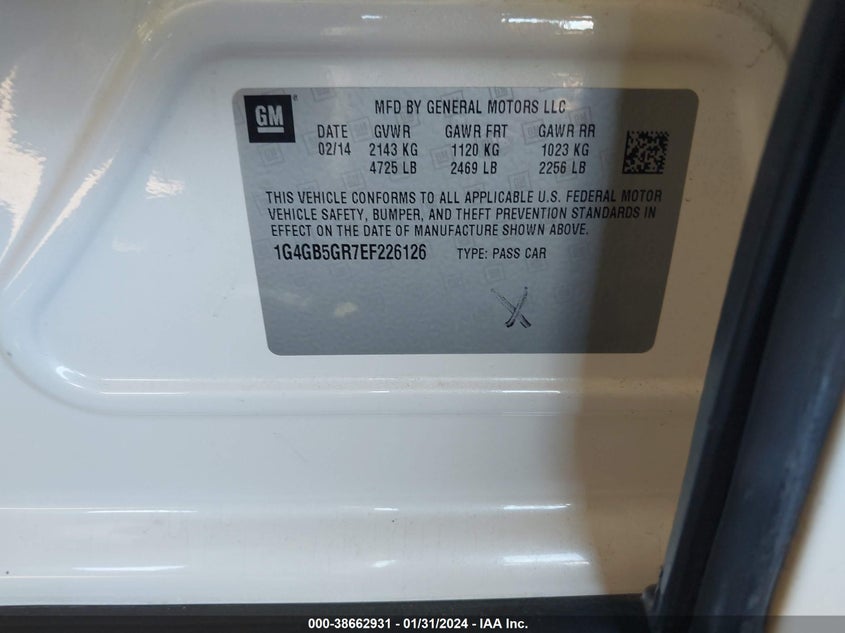 GM ®
MFD BY GENERAL MOTORS LLC
DATE GVWR GAWR FRT GAWR RR
02/14 2143 KG 1120 KG 1023 KG
4725 LB 2469 LB 2256 LB
THIS VEHICLE CONFORMS TO ALL APPLICABLE U.S. FEDERAL MOTOR
VEHICLE SAFETY, BUMPER, AND THEFT PREVENTION STANDARDS IN
EFFECT ON THE DATE OF MANUFACTURE SHOWN ABOVE.
1G4GB5GR7EF226126 TYPE: PASS CAR
000-38662931 - 01/31/2024 - IAA Inc.